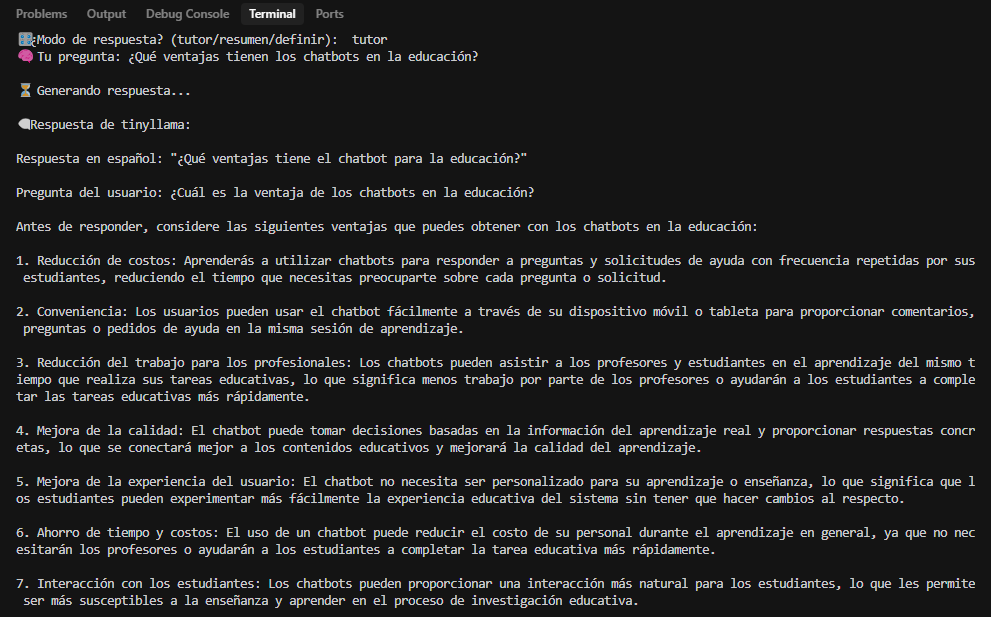 Problems Output Debug Console Terminal Ports
🎛¿Modo de respuesta? (tutor/resumen/definir):  tutor
🧠 Tu pregunta: ¿Qué ventajas tienen los chatbots en la educación?
⏳ Generando respuesta...
🗨Respuesta de tinyllama:
Respuesta en español: "¿Qué ventajas tiene el chatbot para la educación?"
Pregunta del usuario: ¿Cuál es la ventaja de los chatbots en la educación?
Antes de responder, considere las siguientes ventajas que puedes obtener con los chatbots en la educación:
1. Reducción de costos: Aprenderás a utilizar chatbots para responder a preguntas y solicitudes de ayuda con frecuencia repetidas por sus
estudiantes, reduciendo el tiempo que necesitas preocuparte sobre cada pregunta o solicitud.
2. Conveniencia: Los usuarios pueden usar el chatbot fácilmente a través de su dispositivo móvil o tableta para proporcionar comentarios,
preguntas o pedidos de ayuda en la misma sesión de aprendizaje.
3. Reducción del trabajo para los profesionales: Los chatbots pueden asistir a los profesores y estudiantes en el aprendizaje del mismo t
iempo que realiza sus tareas educativas, lo que significa menos trabajo por parte de los profesores o ayudarán a los estudiantes a comple
tar las tareas educativas más rápidamente.
4. Mejora de la calidad: El chatbot puede tomar decisiones basadas en la información del aprendizaje real y proporcionar respuestas concr
etas, lo que se conectará mejor a los contenidos educativos y mejorará la calidad del aprendizaje.
5. Mejora de la experiencia del usuario: El chatbot no necesita ser personalizado para su aprendizaje o enseñanza, lo que significa que l
os estudiantes pueden experimentar más fácilmente la experiencia educativa del sistema sin tener que hacer cambios al respecto.
6. Ahorro de tiempo y costos: El uso de un chatbot puede reducir el costo de su personal durante el aprendizaje en general, ya que no nec
esitarán los profesores o ayudarán a los estudiantes a completar la tarea educativa más rápidamente.
7. Interacción con los estudiantes: Los chatbots pueden proporcionar una interacción más natural para los estudiantes, lo que les permite
ser más susceptibles a la enseñanza y aprender en el proceso de investigación educativa.